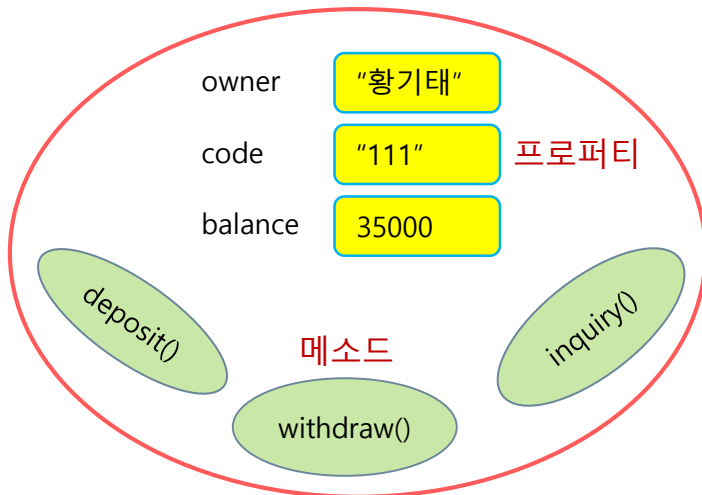 owner "황기태"
code "111" 프로퍼티
balance 35000
deposit()
inquiry()
메소드
withdraw()